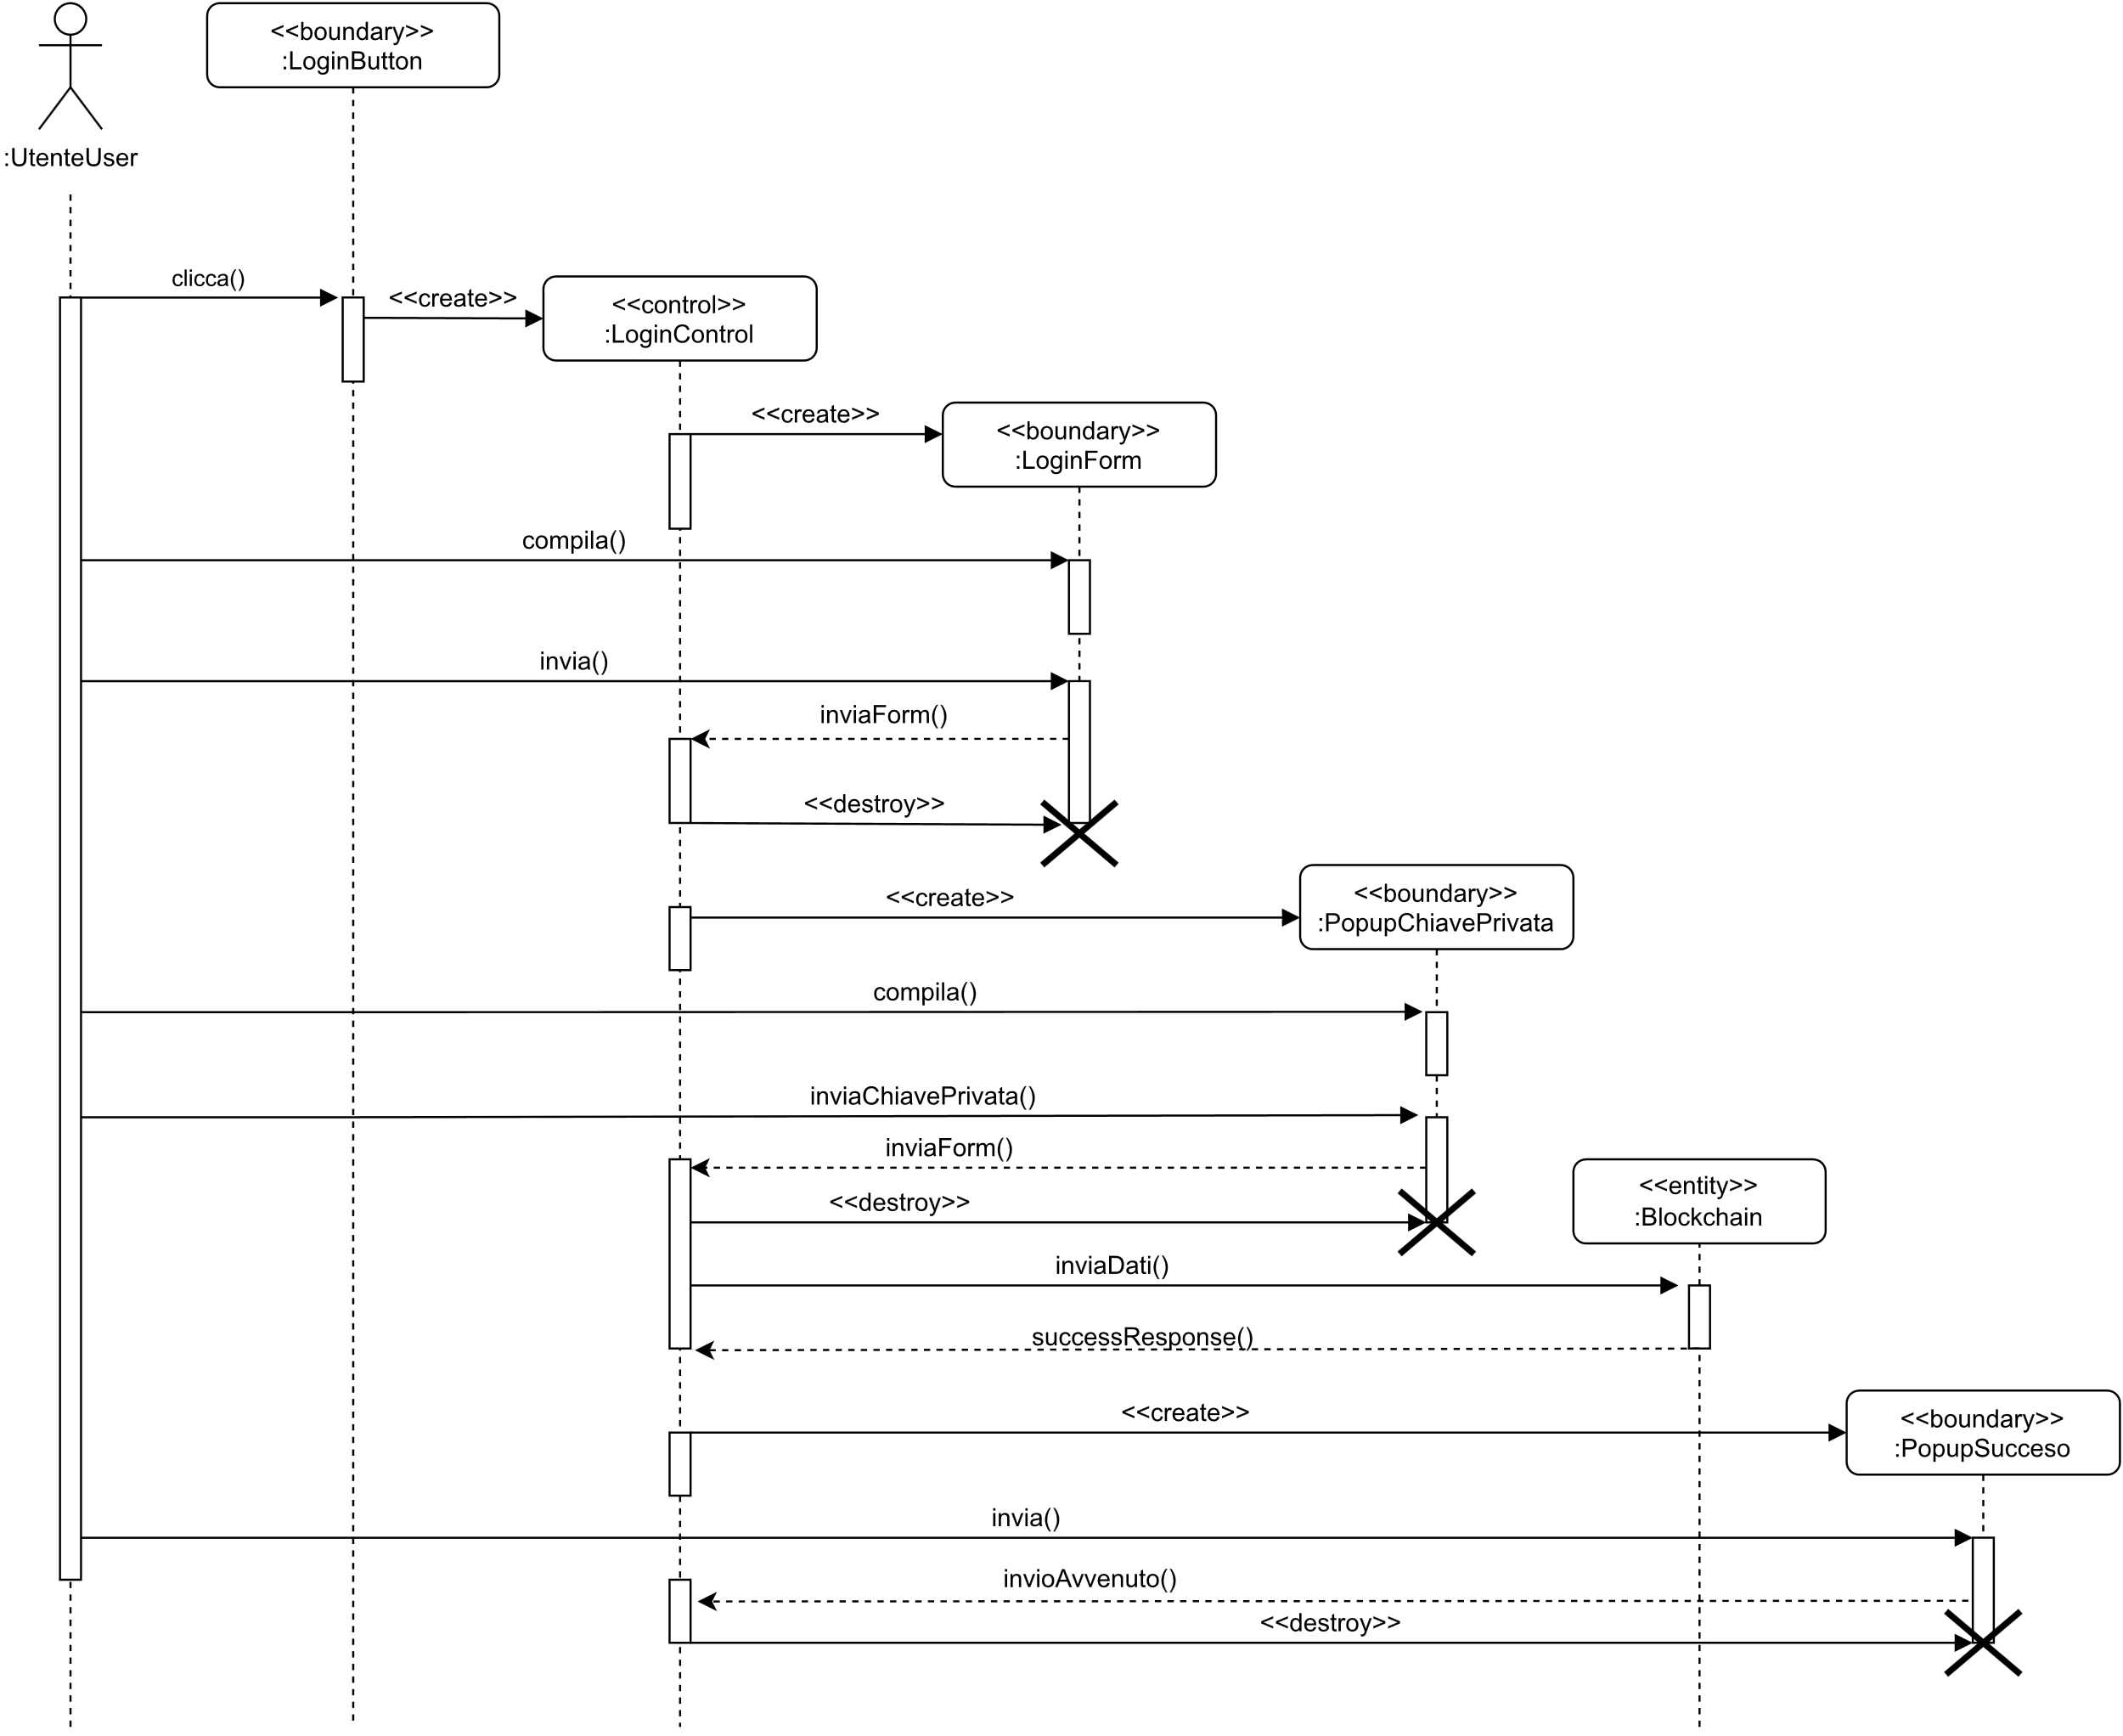 <<boundary>>
:LoginButton
:UtenteUser
clicca()
<<create>>
<<control>>
:LoginControl
<<create>>
<<boundary>>
:LoginForm
compila()
invia()
inviaForm()
<<destroy>>
<<create>>
<<boundary>>
:PopupChiavePrivata
compila()
inviaChiavePrivata()
inviaForm()
<<destroy>>
<<entity>>
:Blockchain
inviaDati()
successResponse()
<<create>>
<<boundary>>
:PopupSucceso
invia()
invioAvvenuto()
<<destroy>>